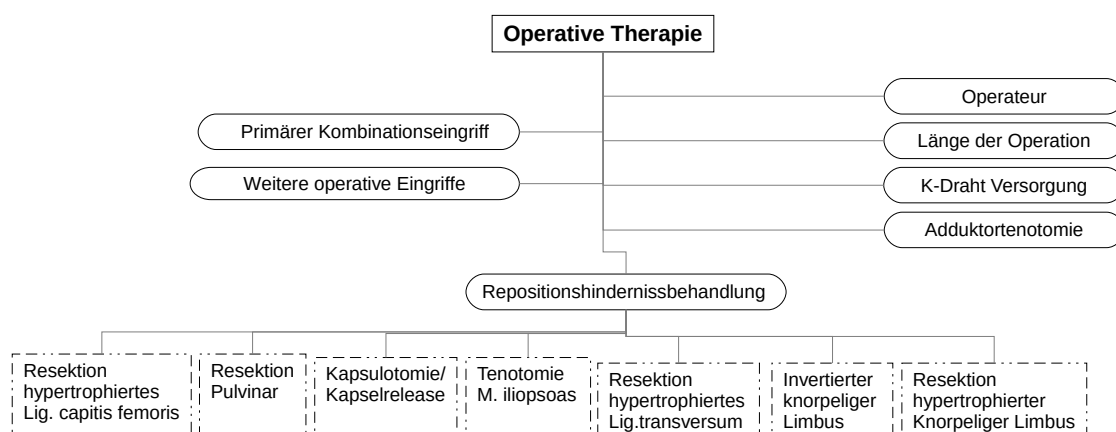 Operative Therapie
Operateur
Primärer Kombinationseingriff
Länge der Operation
Weitere operative Eingriffe
K-Draht Versorgung
Adduktortenotomie
Repositionshindernissbehandlung
Resektion
hypertrophiertes
Lig. capitis femoris
Resektion
Pulvinar
Kapsulotomie/
Kapselrelease
Tenotomie
M. iliopsoas
Resektion
hypertrophiertes
Lig.transversum
Invertierter
knorpeliger
Limbus
Resektion
hypertrophierter
Knorpeliger Limbus